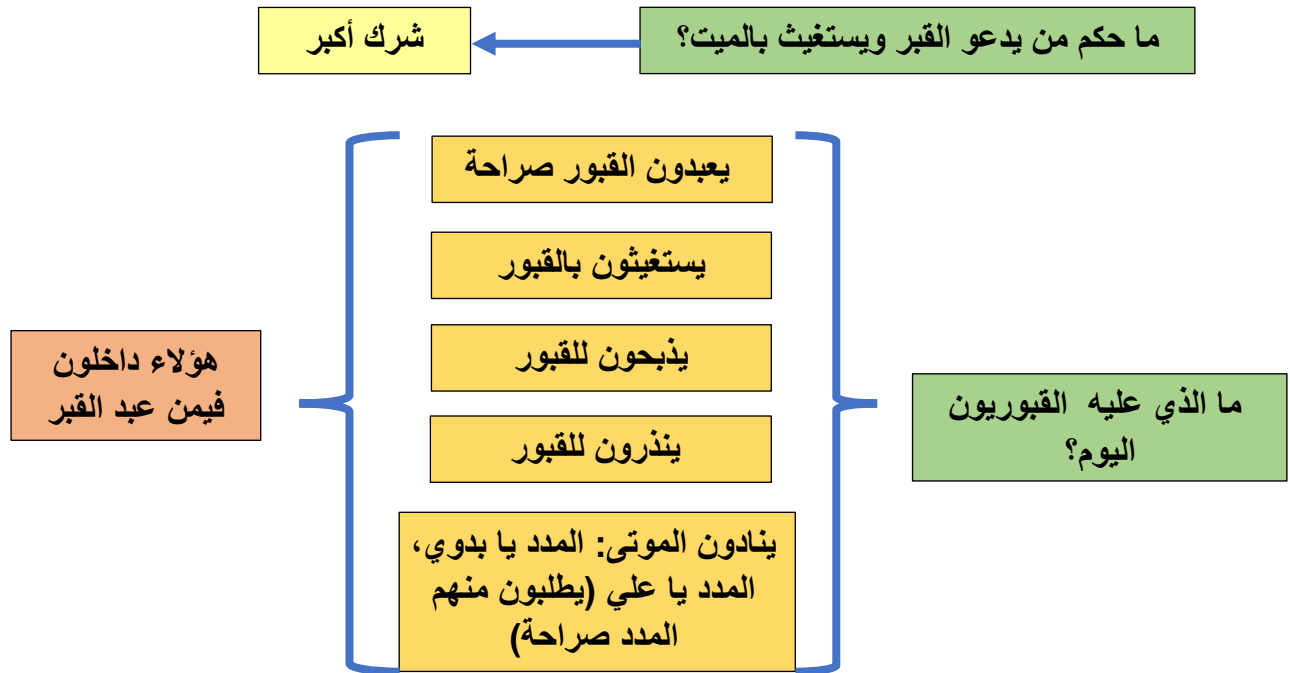 ما حكم من يدعو القبر ويستغيث بالميت؟
شرك أكبر
ما الذي عليه القبوريون
اليوم؟
يعبدون القبور صراحة
يستغيثون بالقبور
يذبحون للقبور
ينذرون للقبور
ينادون الموتى: المدد يا بدوي،
المدد يا علي (يطلبون منهم
المدد صراحة)
هؤلاء داخلون
فيمن عبد القبر